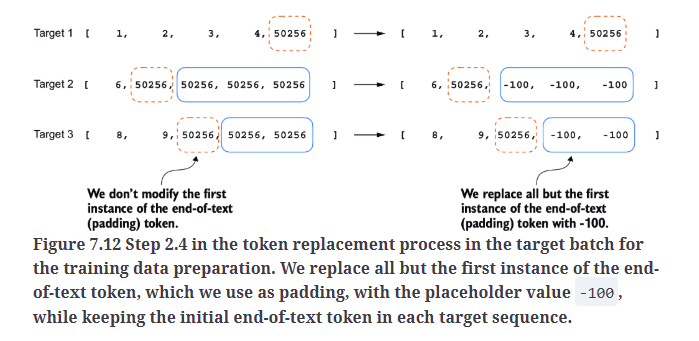 Target 1 [ 1, 2, 3, 4, 50256 ] [ 1, 2, 3, 4, 50256 ]
Target 2 [ 6, 50256, 50256, 50256, 50256 ] [ 6, 50256, -100, -100, -100 ]
Target 3 [ 8, 9, 50256, 50256, 50256 ] [ 8, 9, 50256, -100, -100 ]
We don't modify the first
instance of the end-of-text
(padding) token.
We replace all but the first
instance of the end-of-text
(padding) token with -100.
Figure 7.12 Step 2.4 in the token replacement process in the target batch for
the training data preparation. We replace all but the first instance of the end-
of-text token, which we use as padding, with the placeholder value -100,
while keeping the initial end-of-text token in each target sequence.